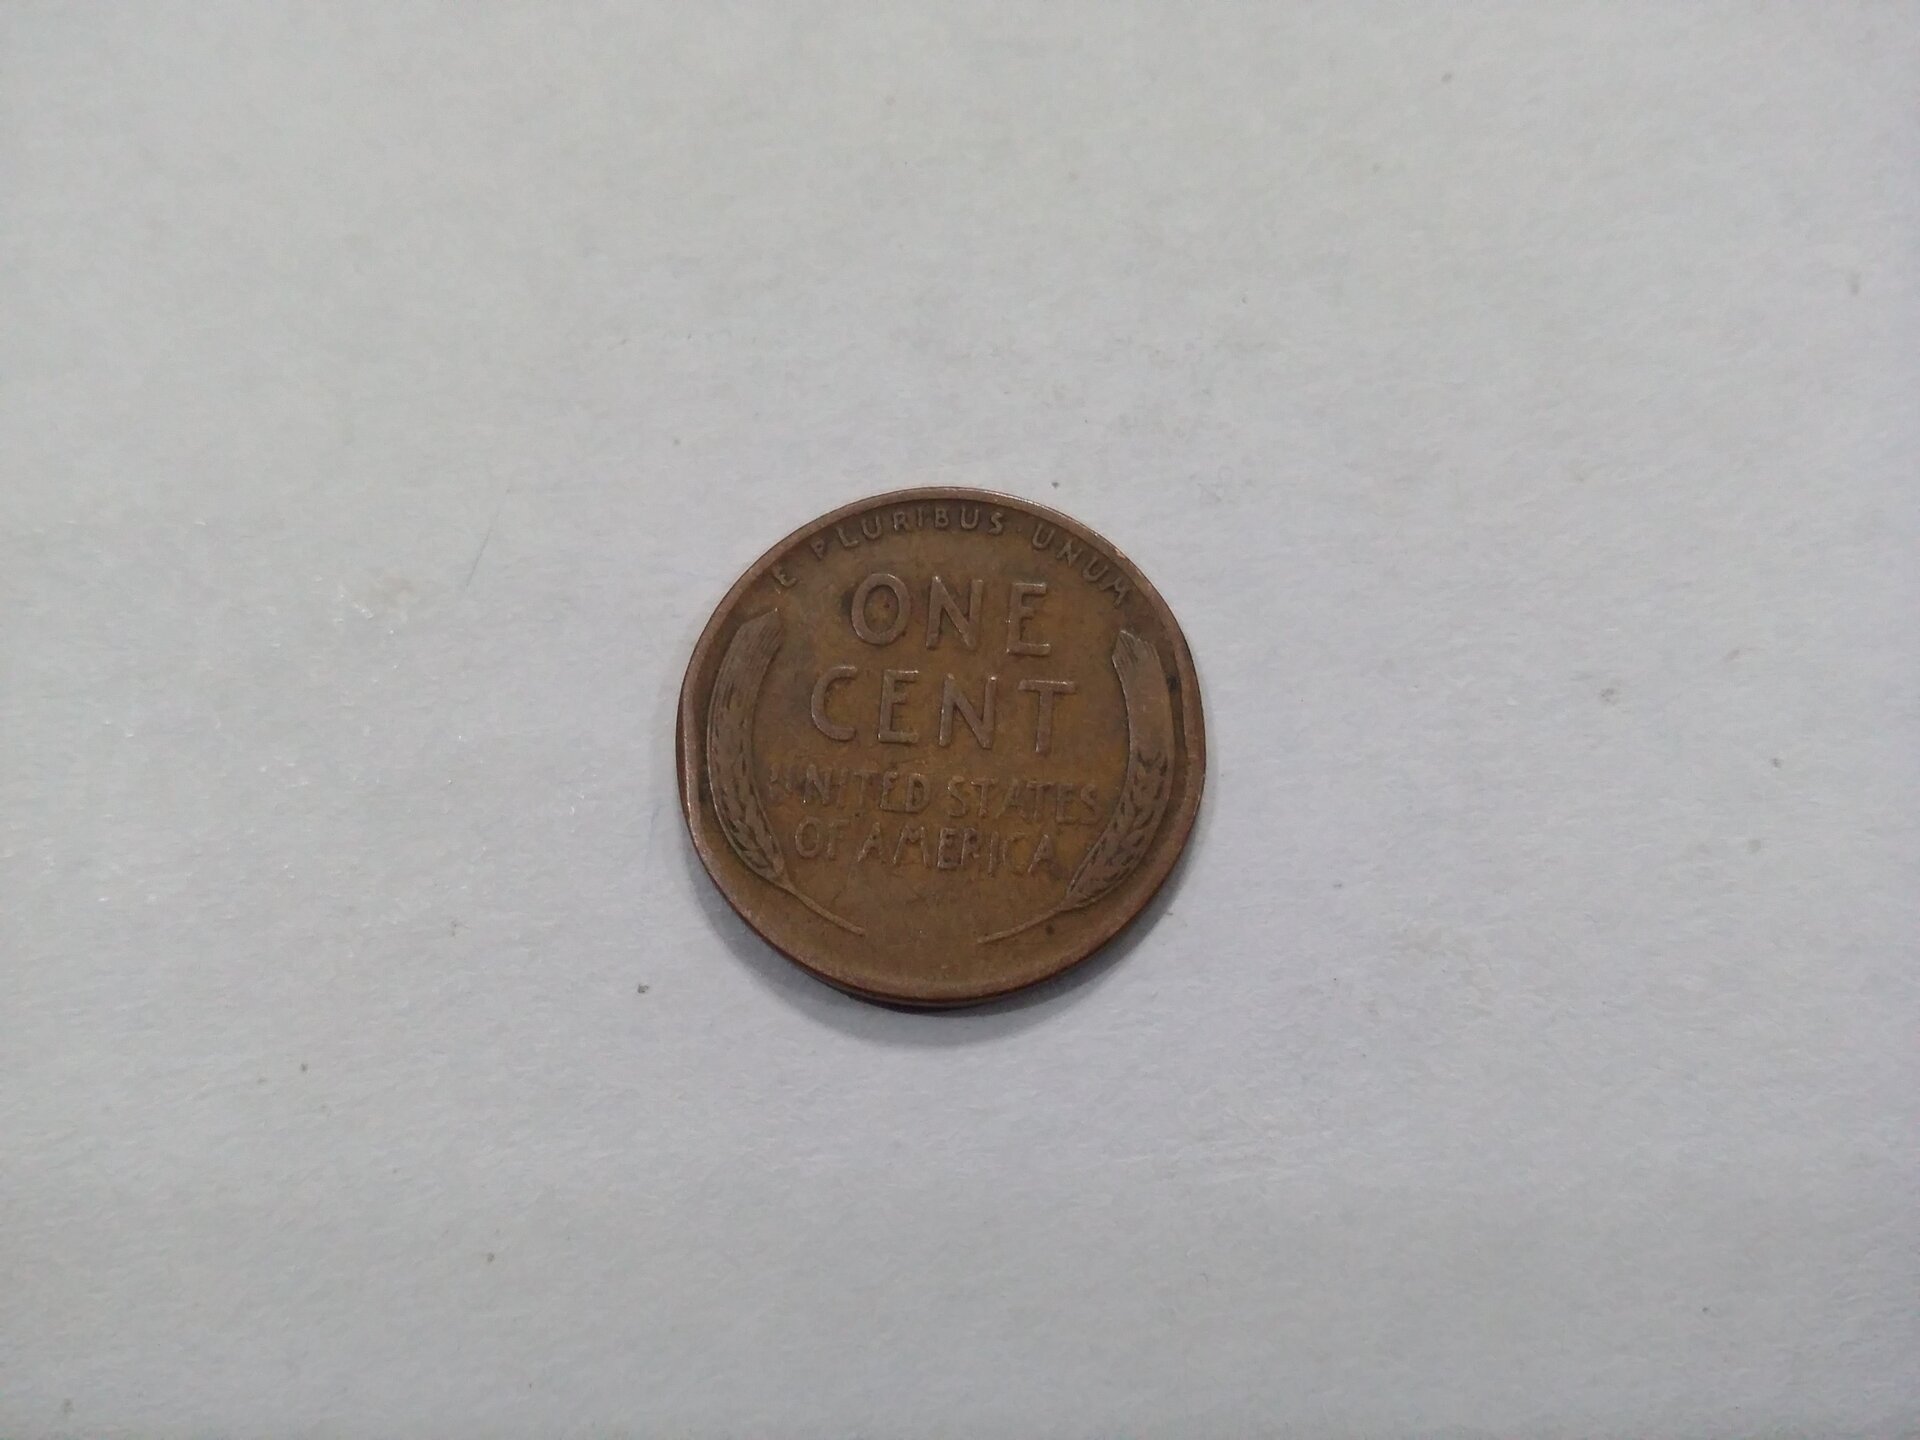 E PLURIBUS · UNUM
ONE
CENT
UNITED STATES
OF AMERICA